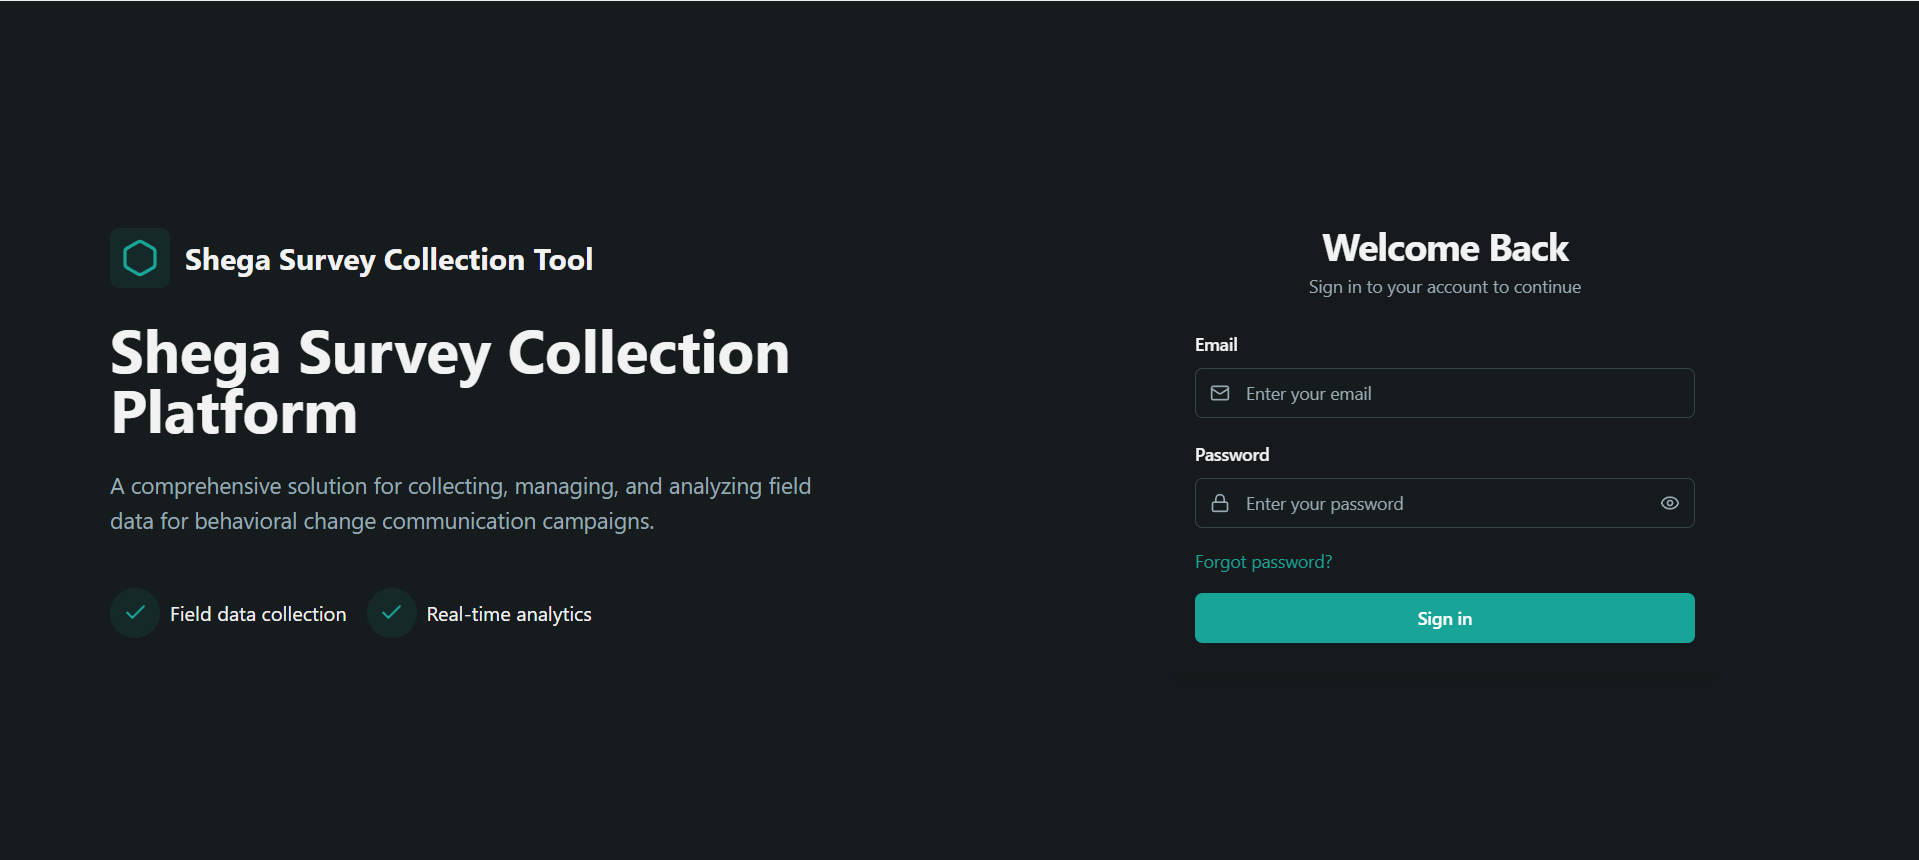 Shega Survey Collection Tool
Shega Survey Collection
Platform
A comprehensive solution for collecting, managing, and analyzing field
data for behavioral change communication campaigns.
Field data collection
Real-time analytics
Welcome Back
Sign in to your account to continue
Email
Enter your email
Password
Enter your password
Forgot password?
Sign in